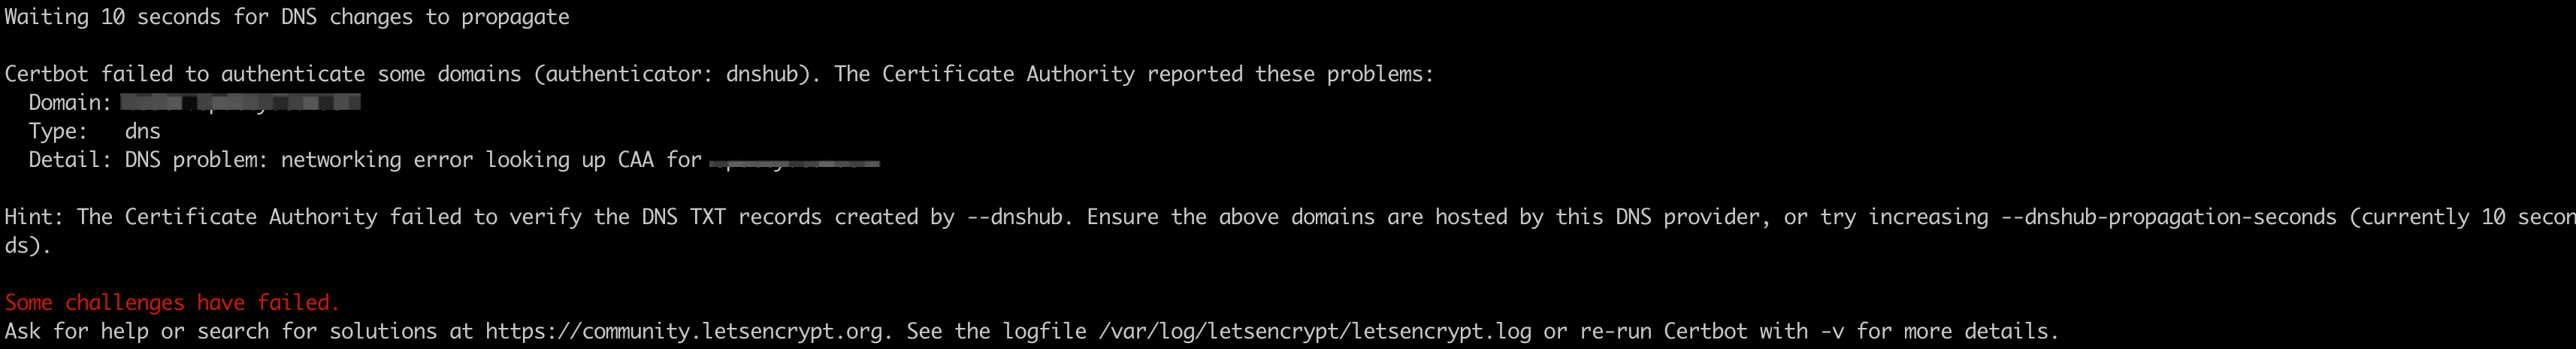 Waiting 10 seconds for DNS changes to propagate
Certbot failed to authenticate some domains (authenticator: dnshub). The Certificate Authority reported these problems:
Domain:
Type: dns
Detail: DNS problem: networking error looking up CAA for
Hint: The Certificate Authority failed to verify the DNS TXT records created by --dnshub. Ensure the above domains are hosted by this DNS provider, or try increasing --dnshub-propagation-seconds (currently 10 secon
ds).
Some challenges have failed.
Ask for help or search for solutions at https://community.letsencrypt.org. See the logfile /var/log/letsencrypt/letsencrypt.log or re-run Certbot with -v for more details.